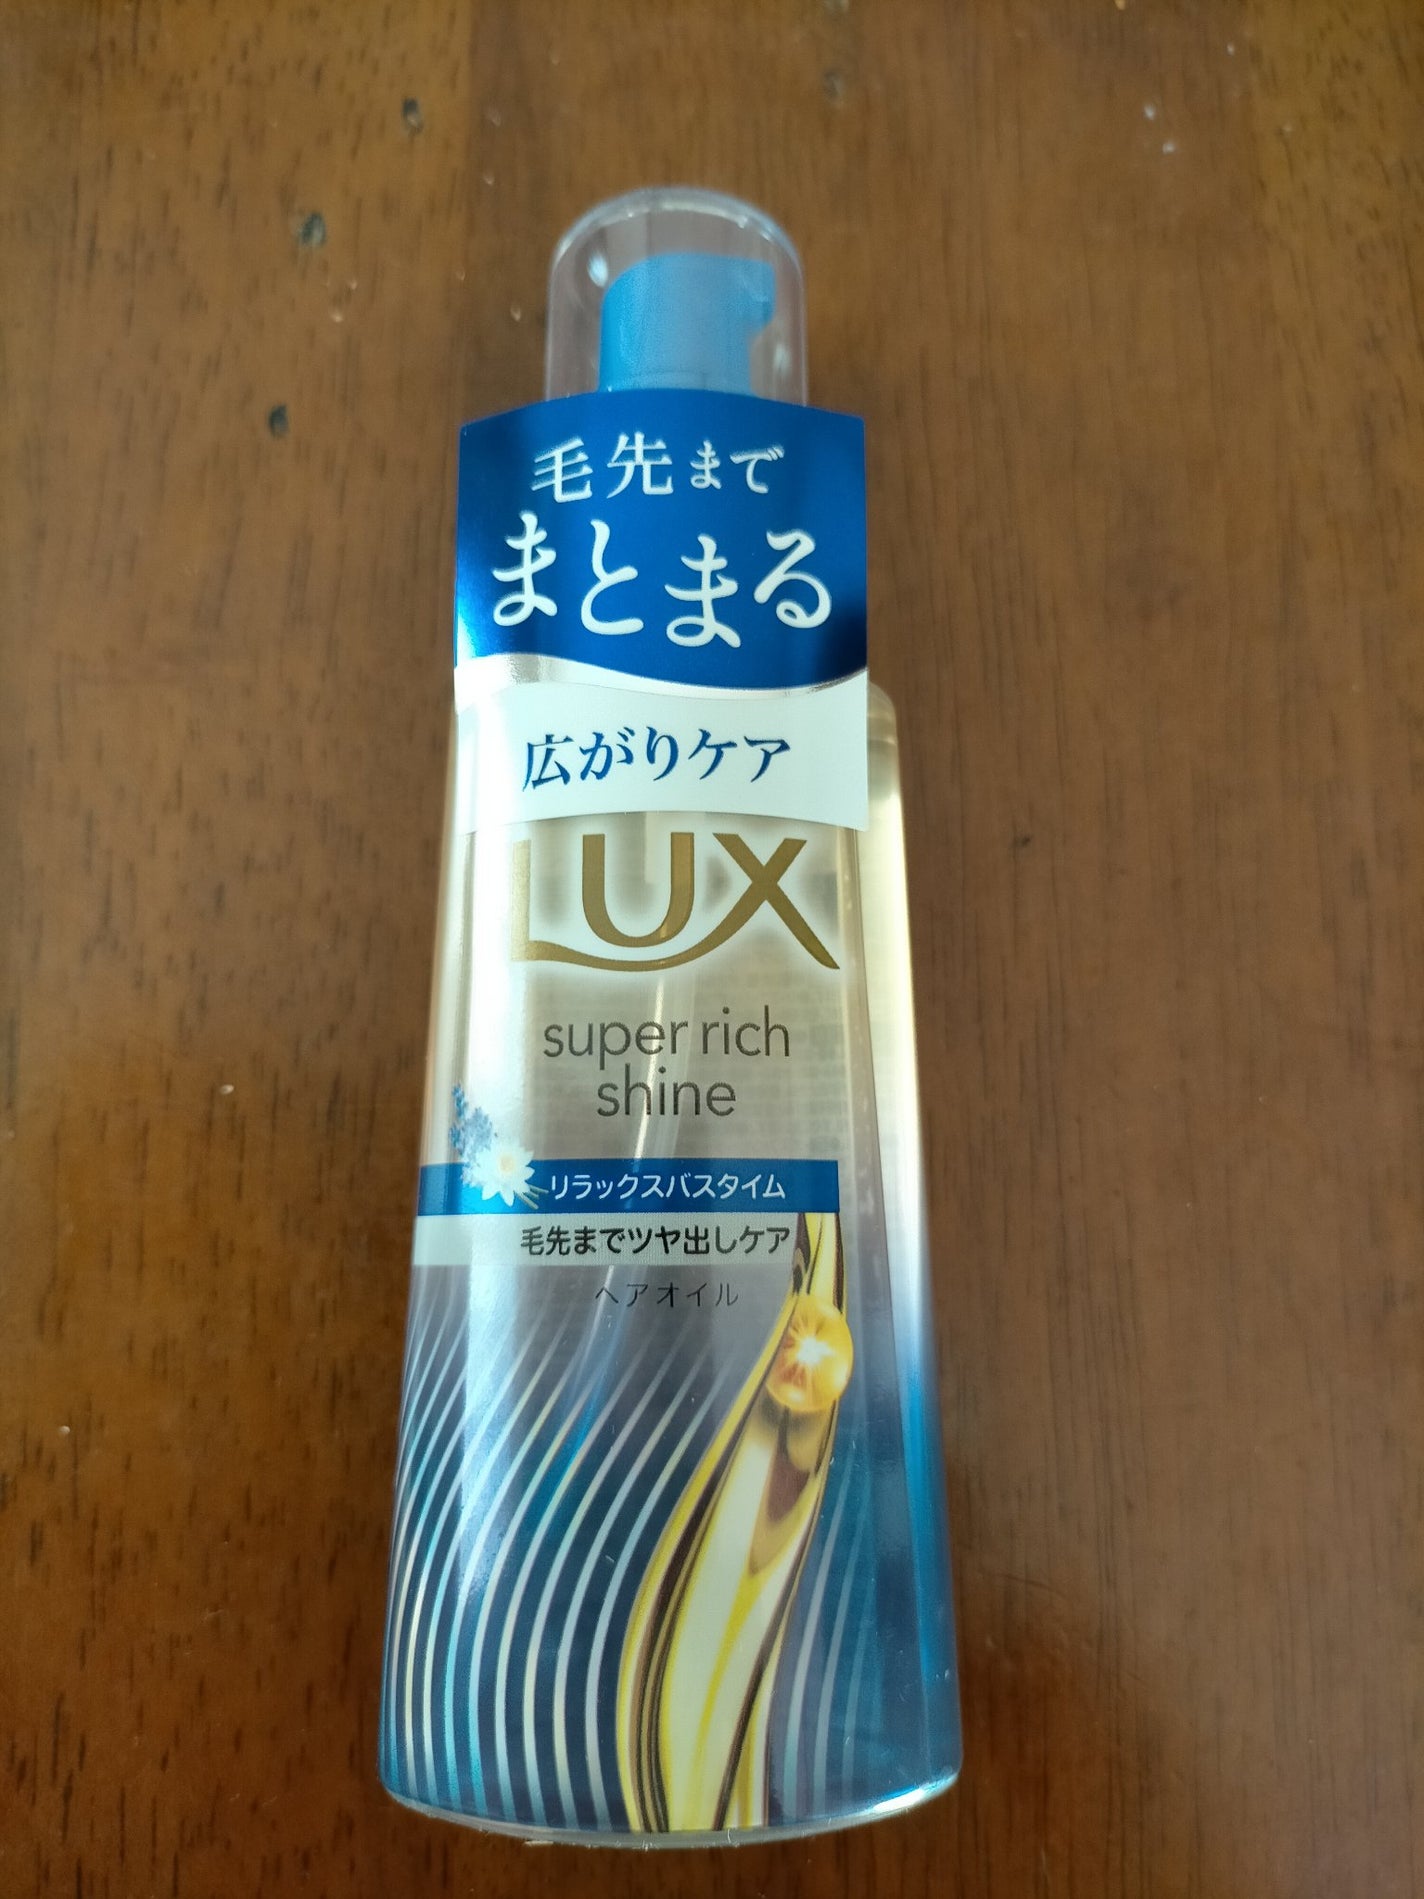 毛先まで
まとまる
広がりケア
LUX
super rich
shine
リラックスバスタイム
毛先までツヤ出しケア
ヘアオイル